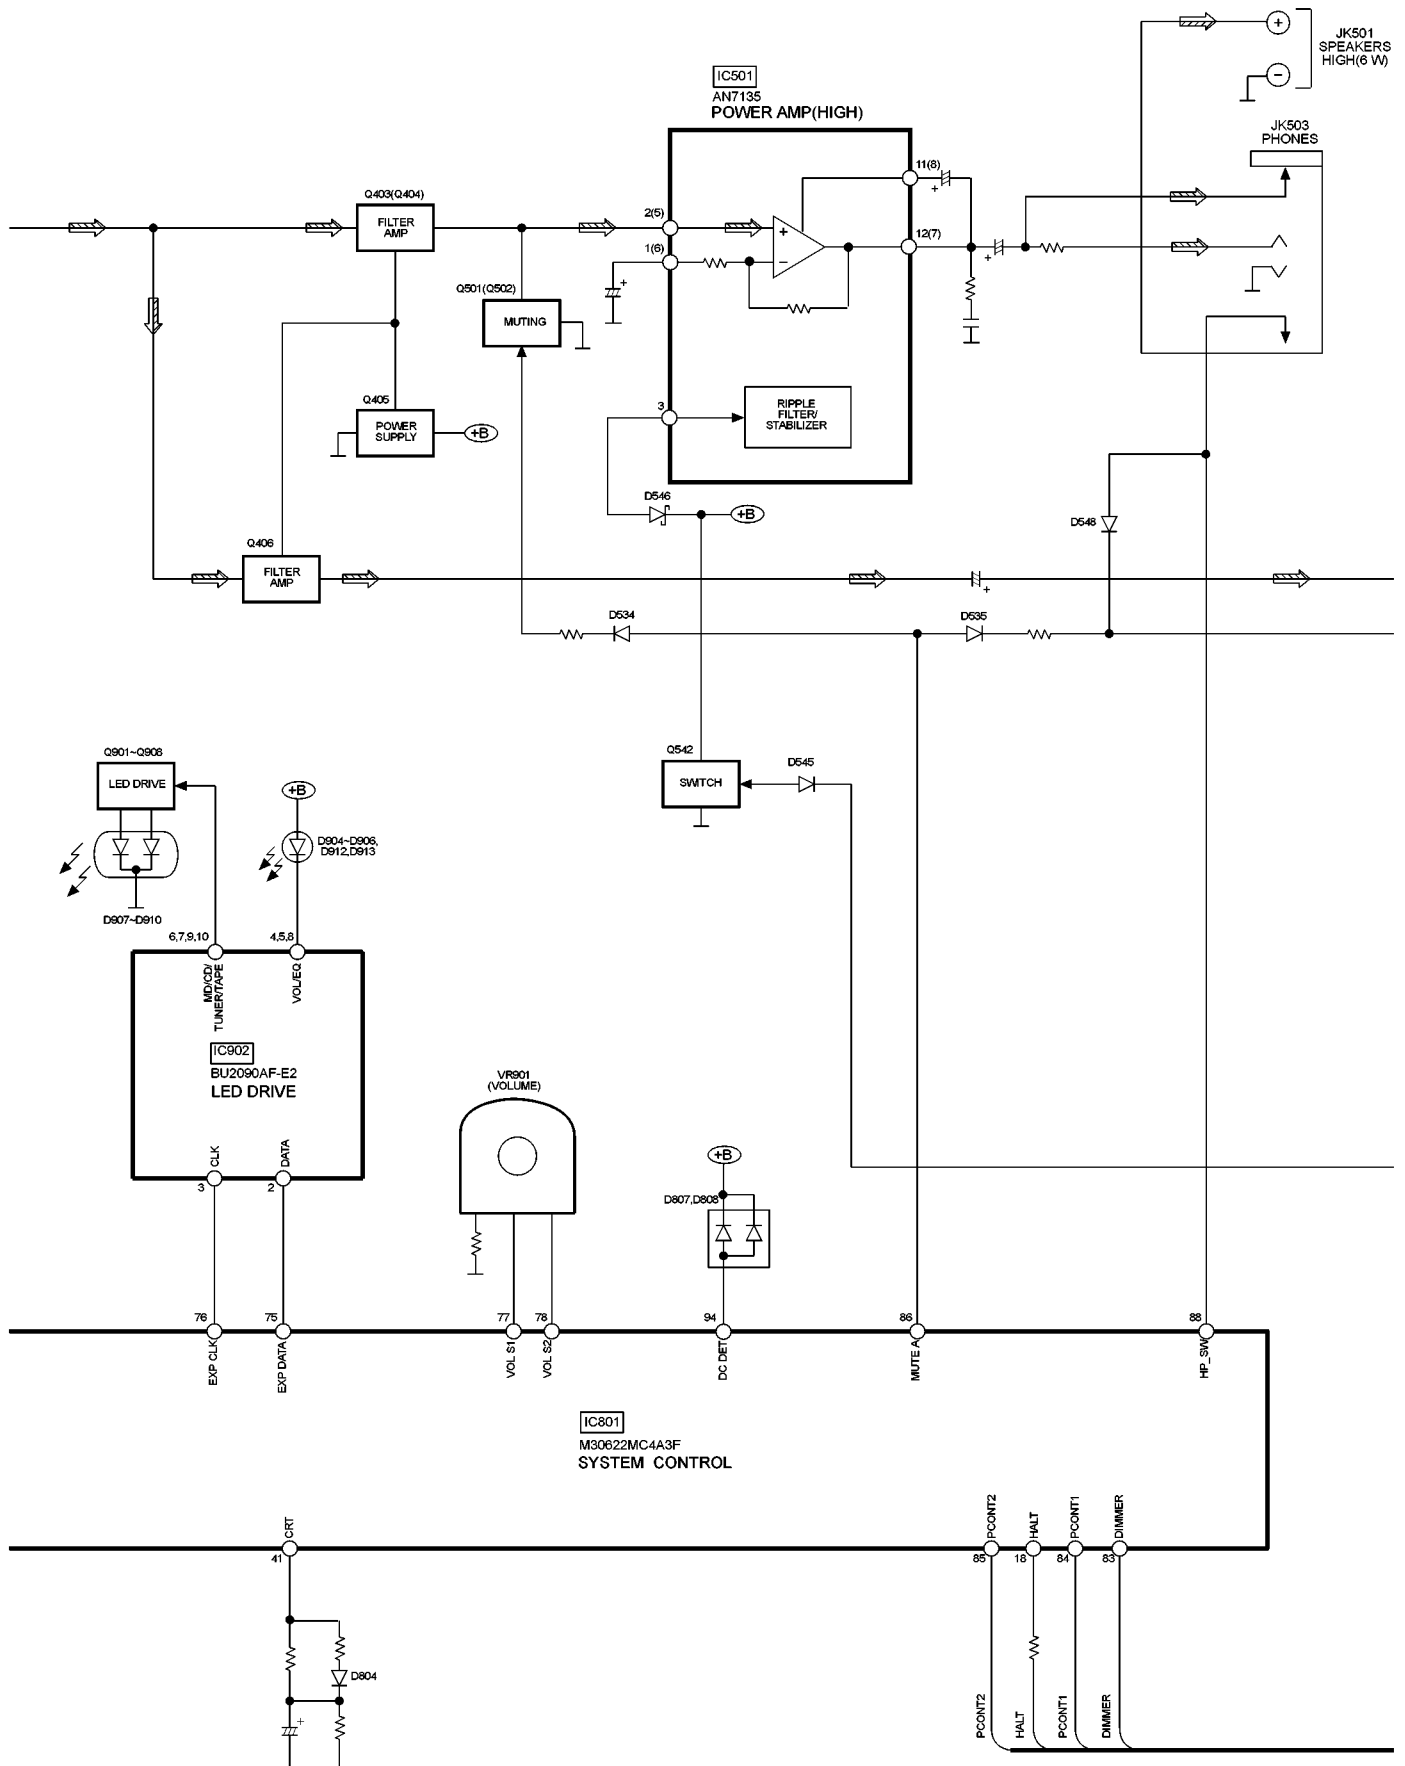 +
JK501
SPEAKERS
HIGH(6 W)
−
IC501
AN7135
POWER AMP(HIGH)
JK503
PHONES
11(8)
+
Q403(Q404)
FILTER
AMP
2(5)
+
12(7)
1(6)
−
+
+
Q501(Q502)
MUTING
+
Q405
POWER
SUPPLY
+B
3
RIPPLE
FILTER/
STABILIZER
D546
+B
D548
Q406
FILTER
AMP
+
D534
D535
Q901~Q908
LED DRIVE
+B
Q542
SWITCH
D545
D904~D906,
D912,D913
D907~D910
6,7,9,10
4,5,8
MD/CD/
TUNER/TAPE
VOL/EQ
IC902
BU2090AF-E2
LED DRIVE
VR901
(VOLUME)
CLK
DATA
3
2
+B
D807,D808
76
75
77
78
94
86
88
EXP CLK
EXP DATA
VOL S1
VOL S2
DC DET
MUTE A
HP_SW
IC801
M30622MC4A3F
SYSTEM CONTROL
CRT
PCONT2
HALT
PCONT1
DIMMER
41
85
18
84
83
D804
+
PCONT2
HALT
PCONT1
DIMMER